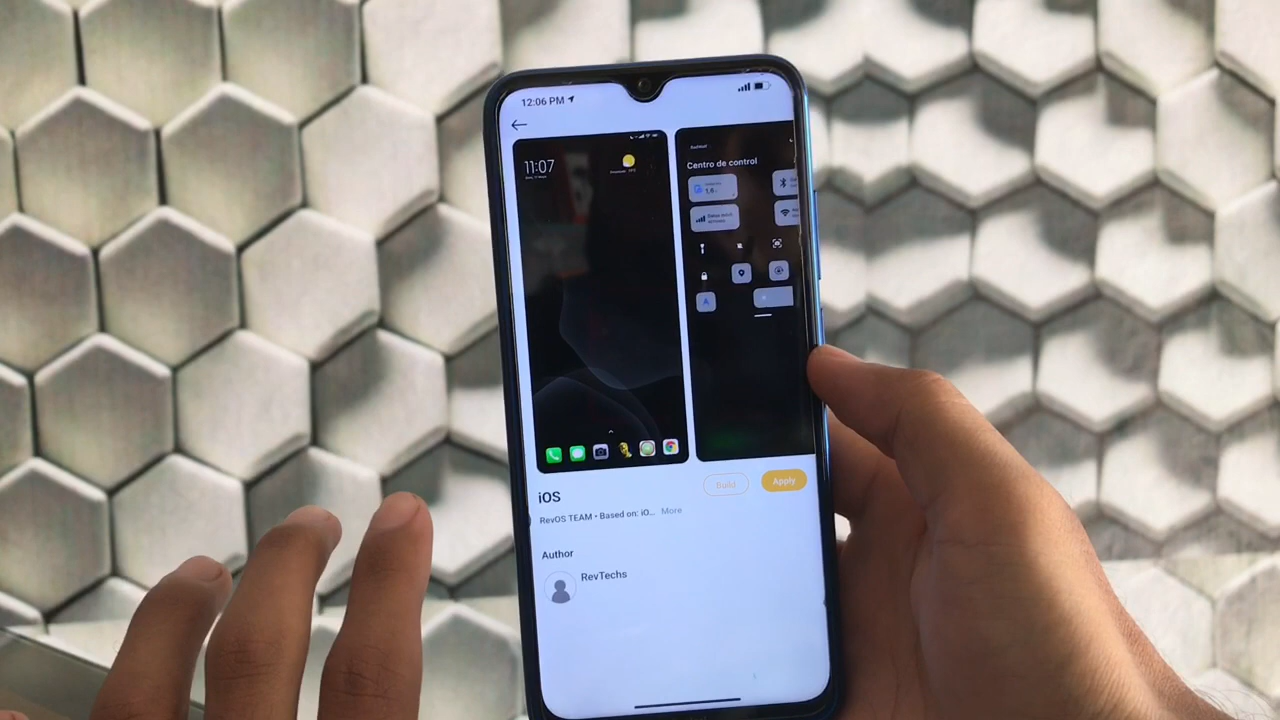 12:06 PM
11:07
Centro de control
iOS
Build
Apply
RevOS TEAM • Based on: iO... More
Author
RevTechs